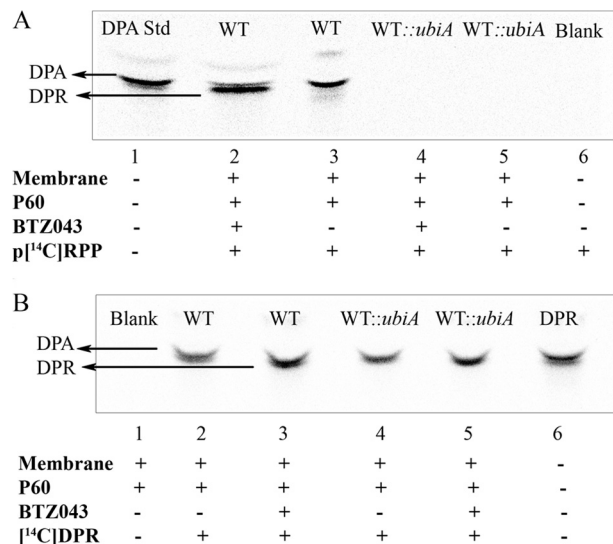 A
DPA Std WT WT WT::ubiA WT::ubiA Blank
DPA
DPR
1 2 3 4 5 6
Membrane - + + + + -
P60 - + + + + -
BTZ043 - + - + - -
p[¹⁴C]RPP - + + + + +
B
Blank WT WT WT::ubiA WT::ubiA DPR
DPA
DPR
1 2 3 4 5 6
Membrane + + + + + -
P60 + + + + + -
BTZ043 - - + - + -
[¹⁴C]DPR - + + + + -